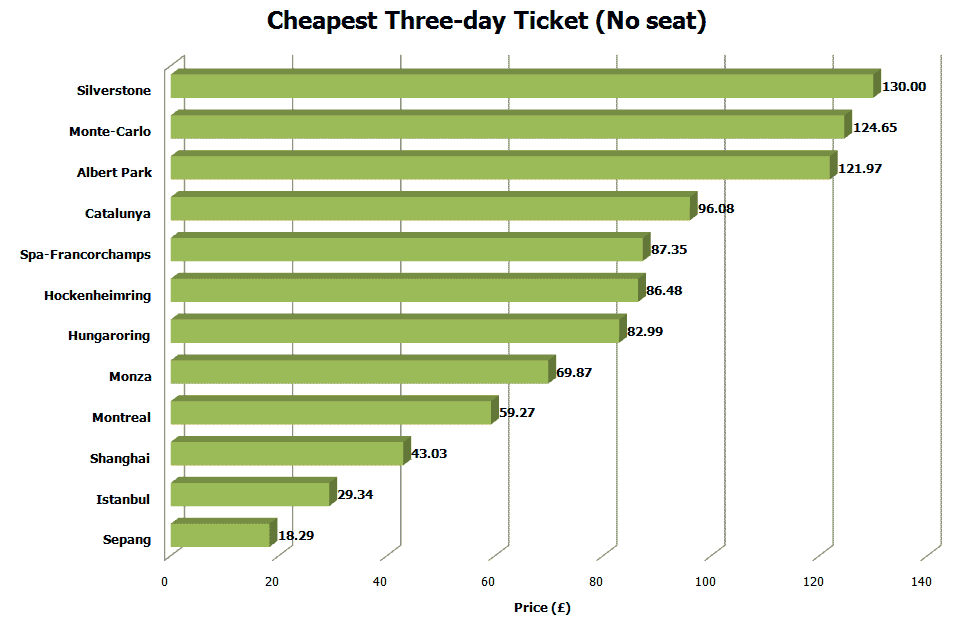 Cheapest Three-day Ticket (No seat)
Silverstone 130.00
Monte-Carlo 124.65
Albert Park 121.97
Catalunya 96.08
Spa-Francorchamps 87.35
Hockenheimring 86.48
Hungaroring 82.99
Monza 69.87
Montreal 59.27
Shanghai 43.03
Istanbul 29.34
Sepang 18.29
0 20 40 60 80 100 120 140
Price (£)